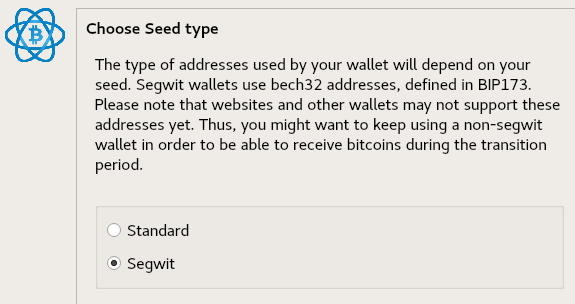 Choose Seed type
The type of addresses used by your wallet will depend on your
seed. Segwit wallets use bech32 addresses, defined in BIP173.
Please note that websites and other wallets may not support these
addresses yet. Thus, you might want to keep using a non-segwit
wallet in order to be able to receive bitcoins during the transition
period.
Standard
Segwit